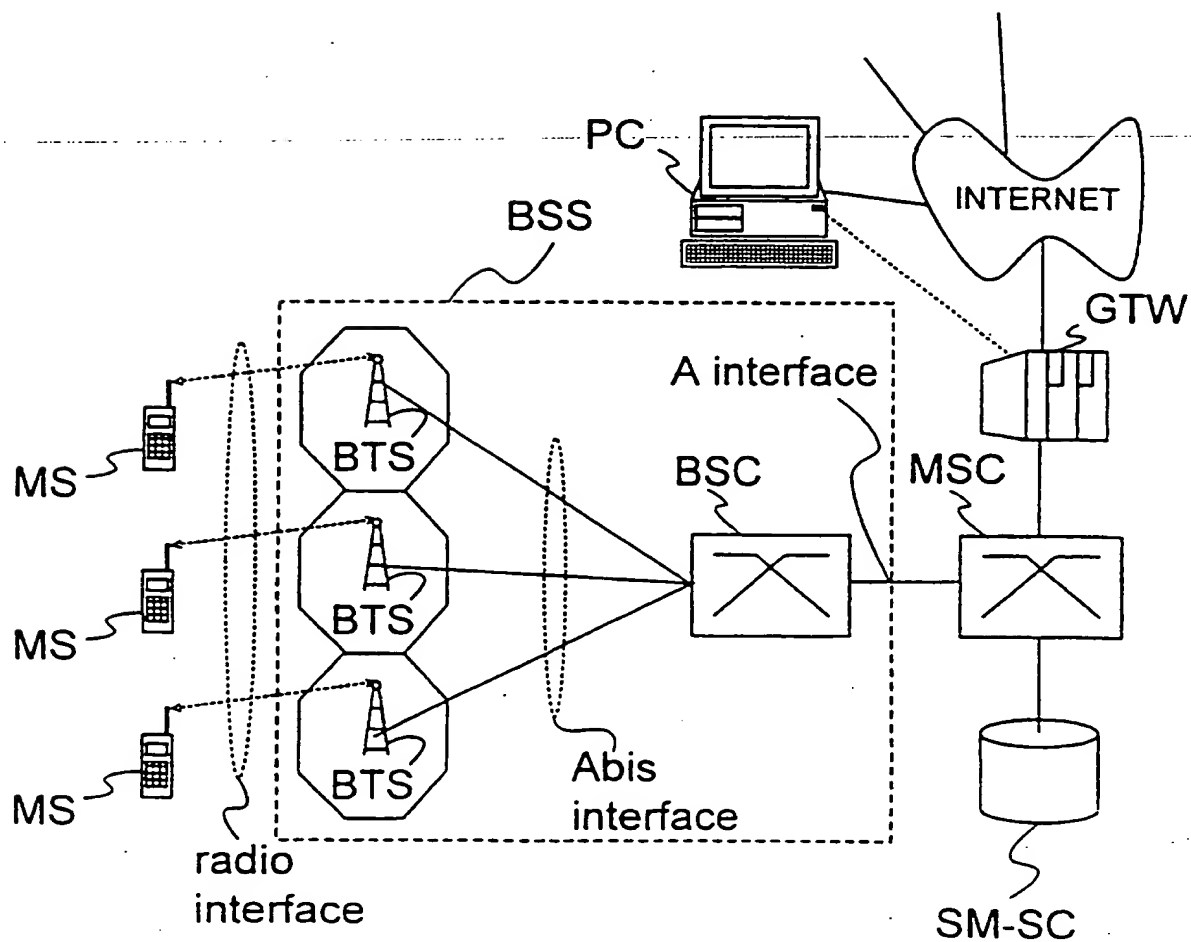 PC
INTERNET
BSS
GTW
A interface
MS
BTS
BSC
MSC
MS
BTS
MS
BTS
Abis
interface
radio
interface
SM-SC